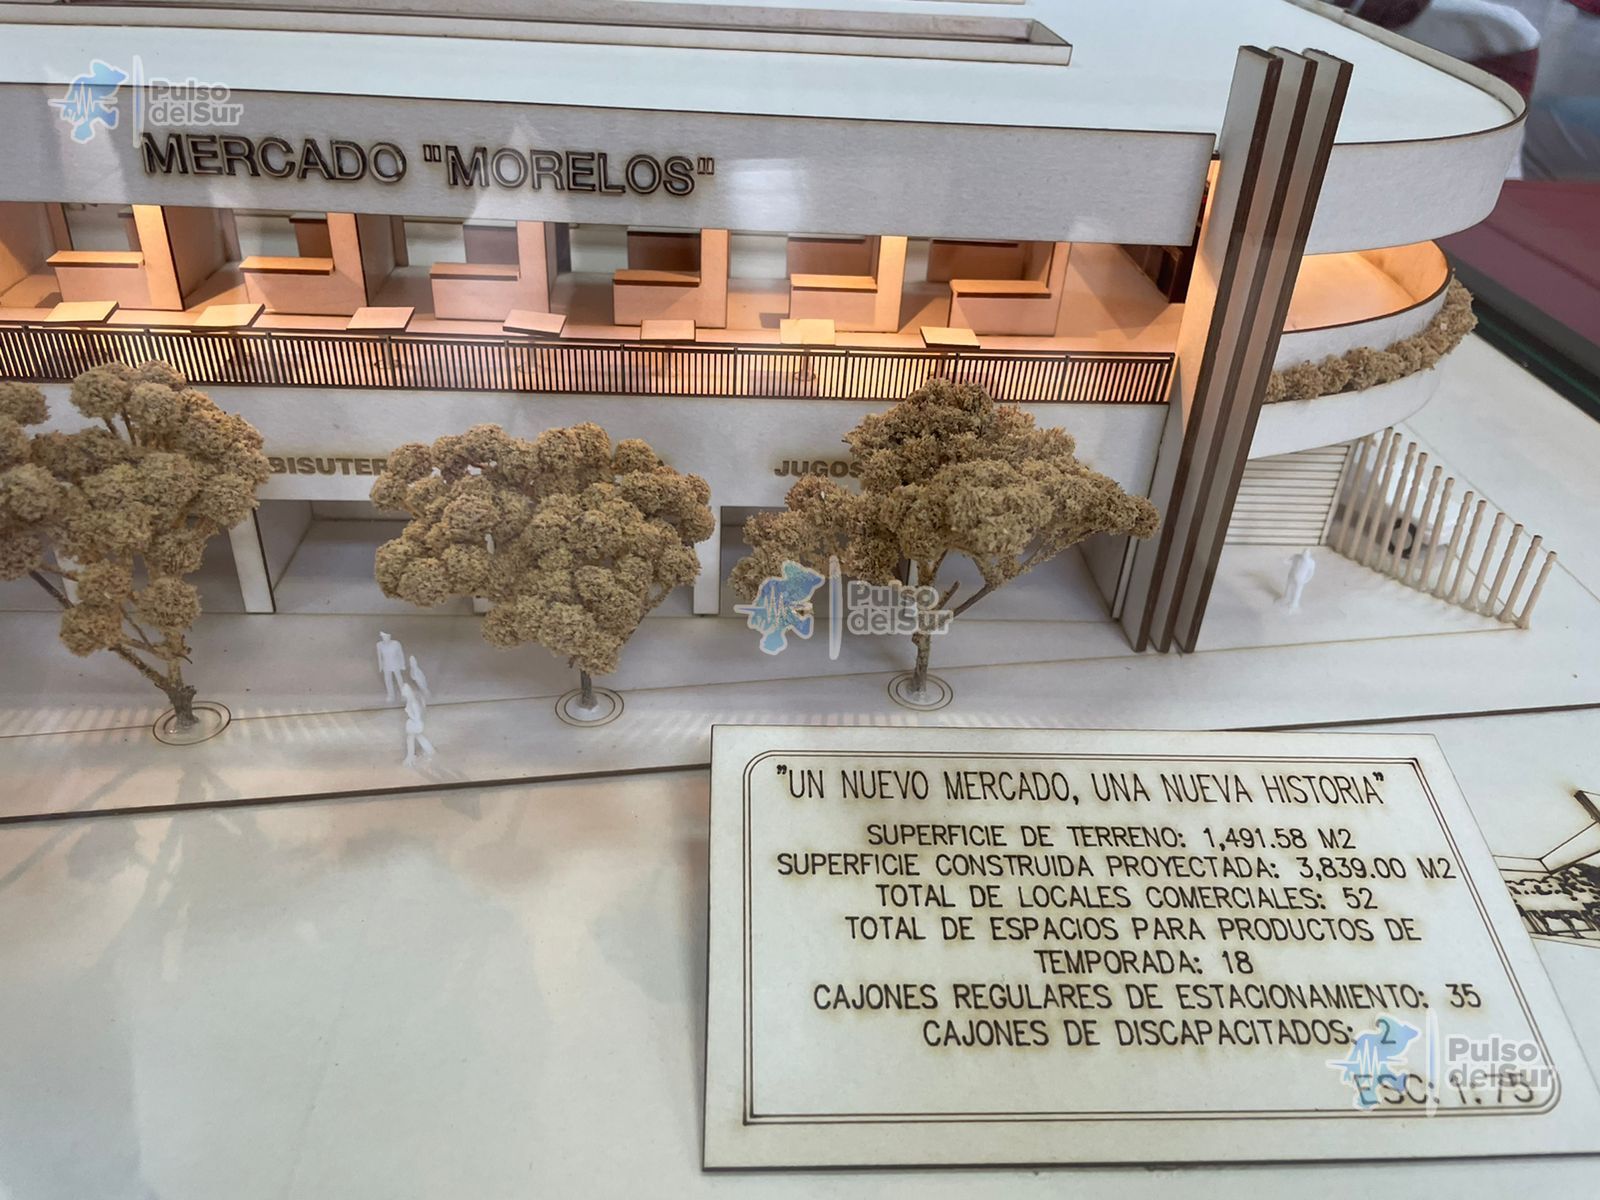 Pulso
delSur
MERCADO "MORELOS"
BISUTER
JUGOS
Pulso
delSur
"UN NUEVO MERCADO, UNA NUEVA HISTORIA"
SUPERFICIE DE TERRENO: 1,491.58 M2
SUPERFICIE CONSTRUIDA PROYECTADA: 3,839.00 M2
TOTAL DE LOCALES COMERCIALES: 52
TOTAL DE ESPACIOS PARA PRODUCTOS DE
TEMPORADA: 18
CAJONES REGULARES DE ESTACIONAMIENTO: 35
CAJONES DE DISCAPACITADOS: 2
Pulso
delSur
ESC: 1:75